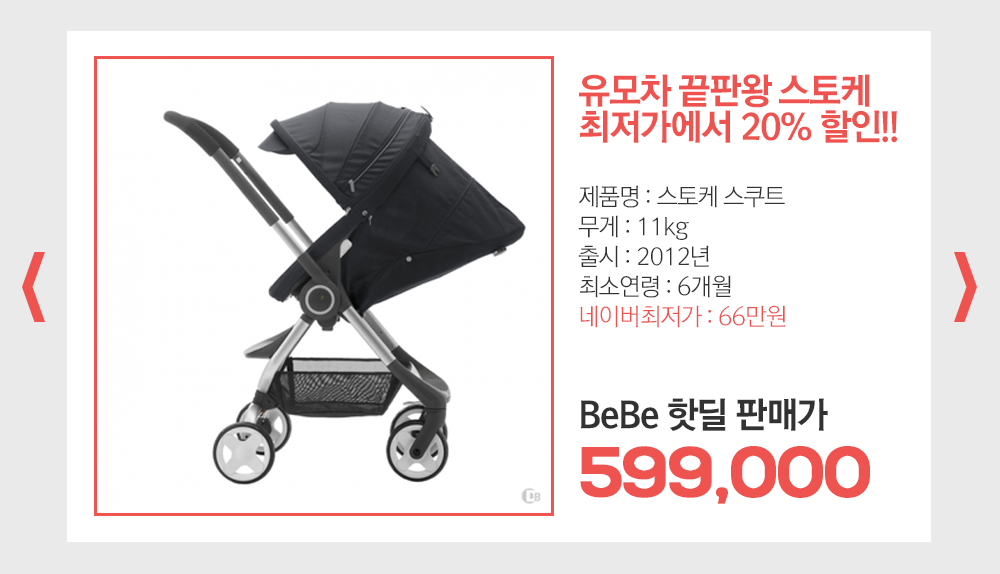 유모차 끝판왕 스토케
최저가에서 20% 할인!!
제품명 : 스토케 스쿠트
무게 : 11kg
출시 : 2012년
최소연령 : 6개월
네이버최저가 : 66만원
BeBe 핫딜 판매가
599,000